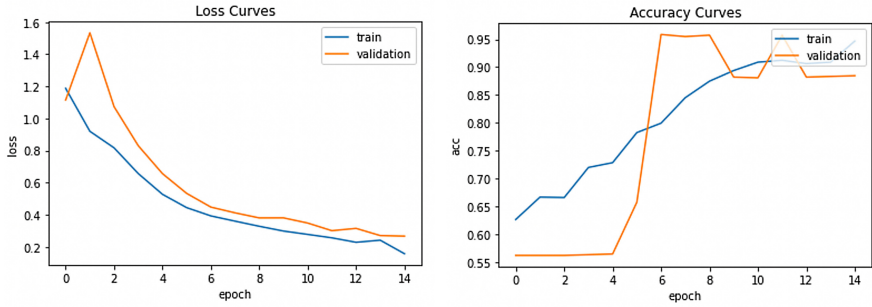 Loss Curves
train
validation
1.6
1.4
1.2
1.0
0.8
0.6
0.4
0.2
loss
0 2 4 6 8 10 12 14
epoch
Accuracy Curves
train
validation
0.95
0.90
0.85
0.80
0.75
0.70
0.65
0.60
0.55
acc
0 2 4 6 8 10 12 14
epoch